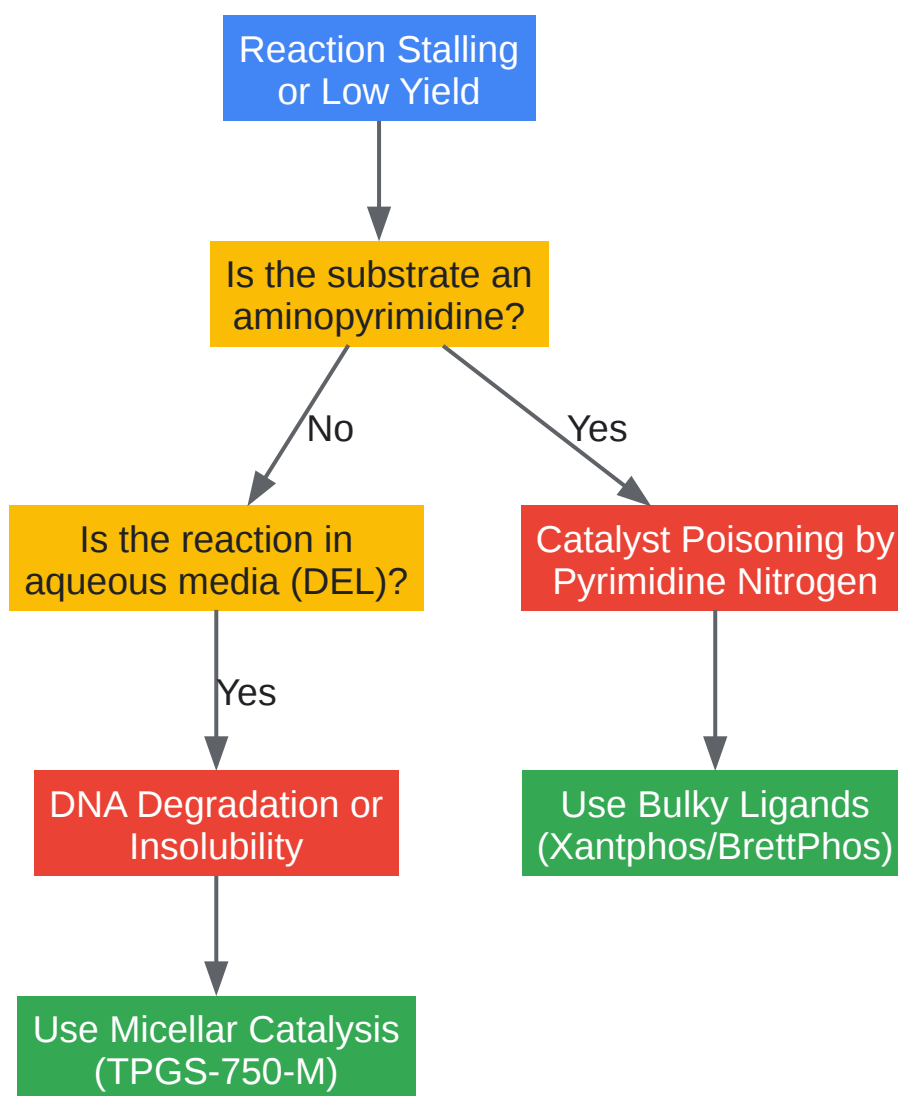 Reaction Stalling
or Low Yield
Is the substrate an
aminopyrimidine?
No
Yes
Is the reaction in
aqueous media (DEL)?
Catalyst Poisoning by
Pyrimidine Nitrogen
Yes
DNA Degradation or
Insolubility
Use Bulky Ligands
(Xantphos/BrettPhos)
Use Micellar Catalysis
(TPGS-750-M)